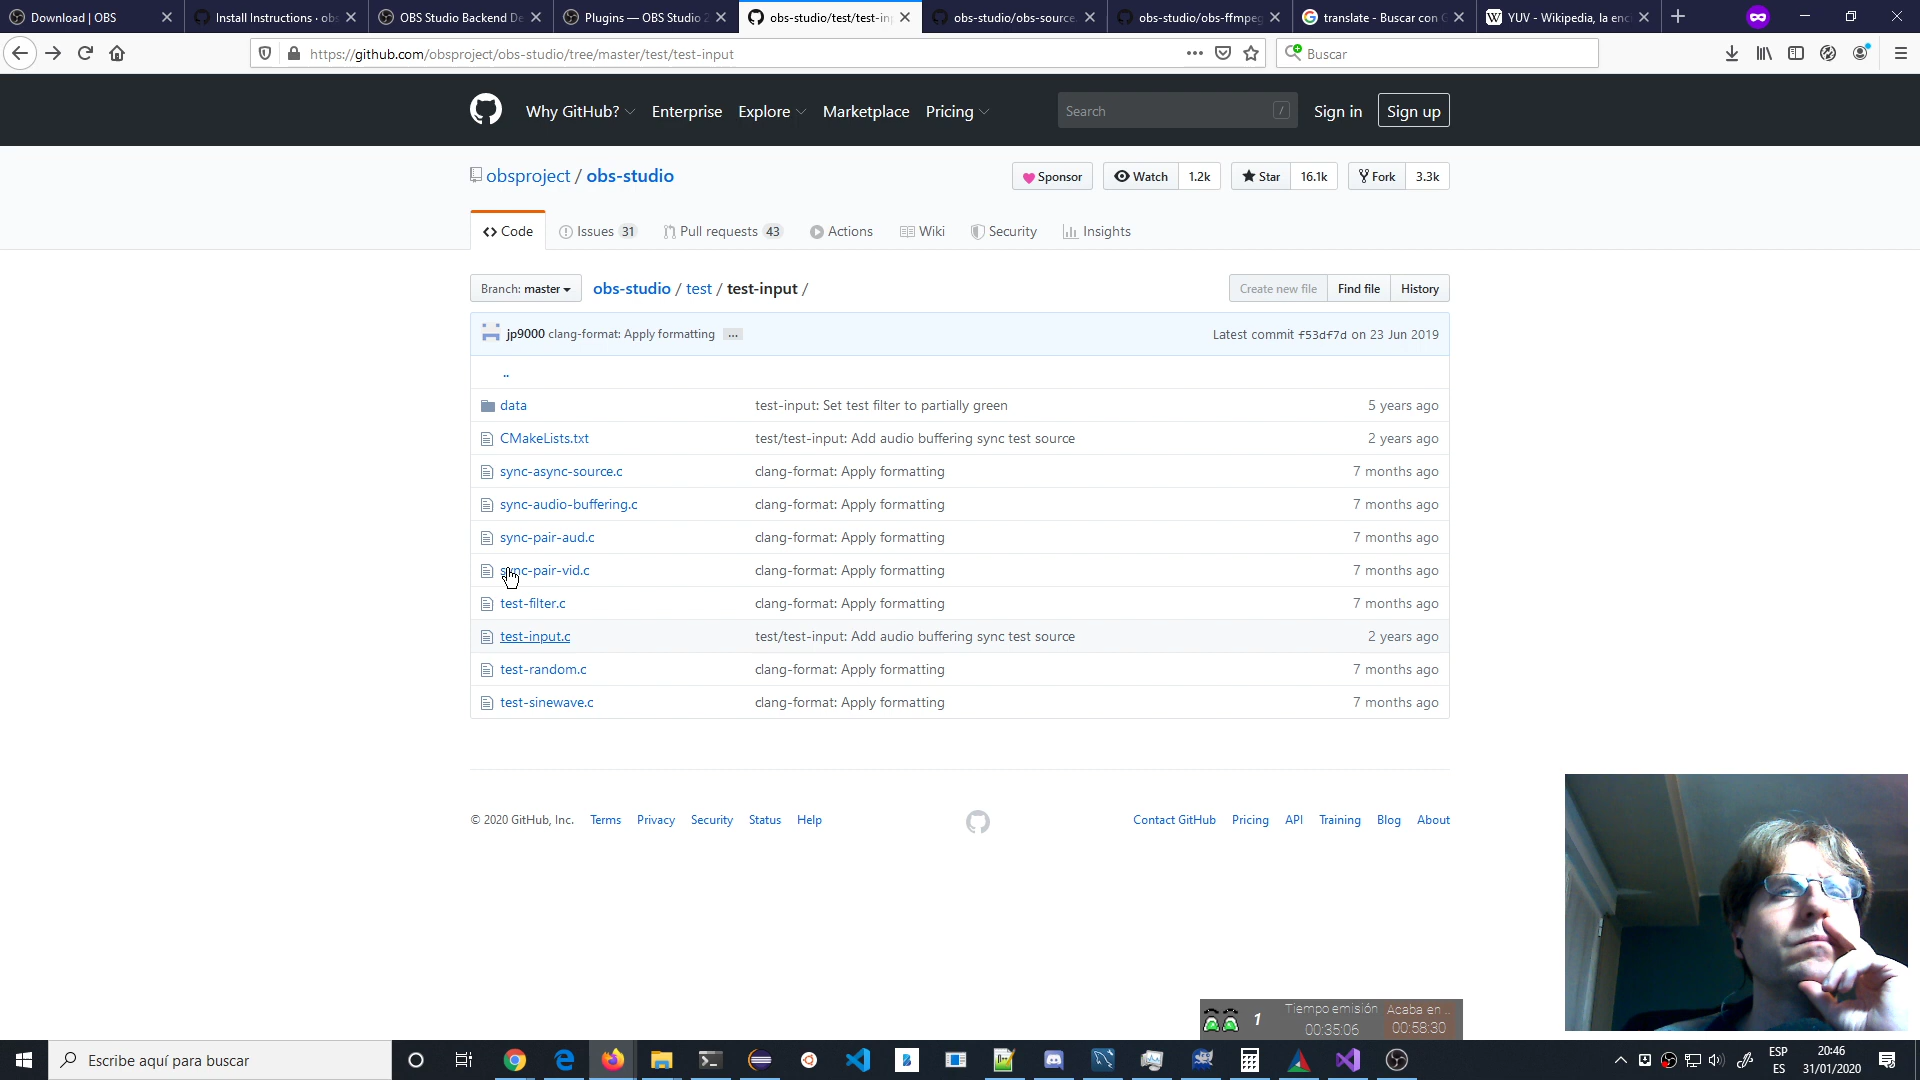 Download | OBS
Install Instructions · obs
OBS Studio Backend De
Plugins — OBS Studio 2
obs-studio/test/test-in
obs-studio/obs-source.
obs-studio/obs-ffmpeg
translate - Buscar con G
YUV - Wikipedia, la enc
https://github.com/obsproject/obs-studio/tree/master/test/test-input
Buscar
Why GitHub?
Enterprise
Explore
Marketplace
Pricing
Search
/
Sign in
Sign up
obsproject / obs-studio
Sponsor
Watch 1.2k
Star 16.1k
Fork 3.3k
Code
Issues 31
Pull requests 43
Actions
Wiki
Security
Insights
Branch: master
obs-studio / test / test-input /
Create new file
Find file
History
jp9000 clang-format: Apply formatting ...
Latest commit f53df7d on 23 Jun 2019
..
data test-input: Set test filter to partially green 5 years ago
CMakeLists.txt test/test-input: Add audio buffering sync test source 2 years ago
sync-async-source.c clang-format: Apply formatting 7 months ago
sync-audio-buffering.c clang-format: Apply formatting 7 months ago
sync-pair-aud.c clang-format: Apply formatting 7 months ago
sync-pair-vid.c clang-format: Apply formatting 7 months ago
test-filter.c clang-format: Apply formatting 7 months ago
test-input.c test/test-input: Add audio buffering sync test source 2 years ago
test-random.c clang-format: Apply formatting 7 months ago
test-sinewave.c clang-format: Apply formatting 7 months ago
© 2020 GitHub, Inc. Terms Privacy Security Status Help
Contact GitHub Pricing API Training Blog About
1
Tiempo emisión
00:35:06
Acaba en ..
00:58:30
Escribe aquí para buscar
ESP
ES
20:46
31/01/2020